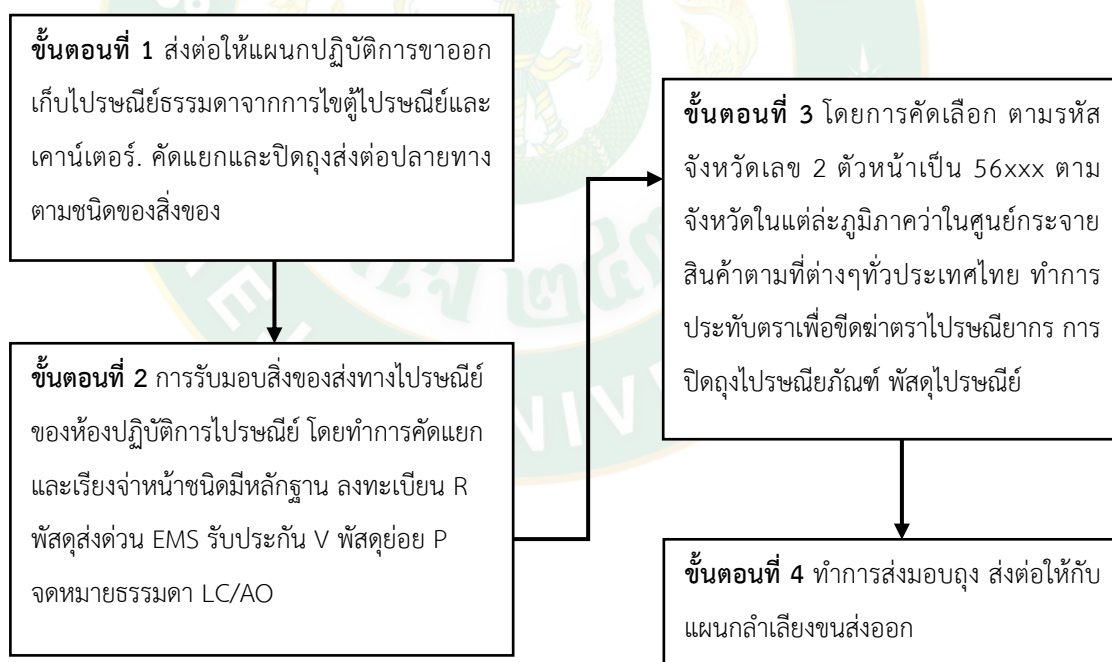 ขั้นตอนที่ 1 ส่งต่อให้แผนกปฏิบัติการขาออก
เก็บไปรษณีย์ธรรมดาจากการไขตู้ไปรษณีย์และ
เคาน์เตอร์. คัดแยกและปิดถุงส่งต่อปลายทาง
ตามชนิดของสิ่งของ
ขั้นตอนที่ 2 การรับมอบสิ่งของส่งทางไปรษณีย์
ของห้องปฏิบัติการไปรษณีย์ โดยทำการคัดแยก
และเรียงจ่าหน้าชนิดมีหลักฐาน ลงทะเบียน R
พัสดุส่งด่วน EMS รับประกัน V พัสดุย่อย P
จดหมายธรรมดา LC/AO
ขั้นตอนที่ 3 โดยการคัดเลือก ตามรหัส
จังหวัดเลข 2 ตัวหน้าเป็น 56xxx ตาม
จังหวัดในแต่ล่ะภูมิภาคว่าในศูนย์กระจาย
สินค้าตามที่ต่างๆทั่วประเทศไทย ทำการ
ประทับตราเพื่อขีดฆ่าตราไปรษณียากร การ
ปิดถุงไปรษณียภัณฑ์ พัสดุไปรษณีย์
ขั้นตอนที่ 4 ทำการส่งมอบถุง ส่งต่อให้กับ
แผนกลำเลียงขนส่งออก